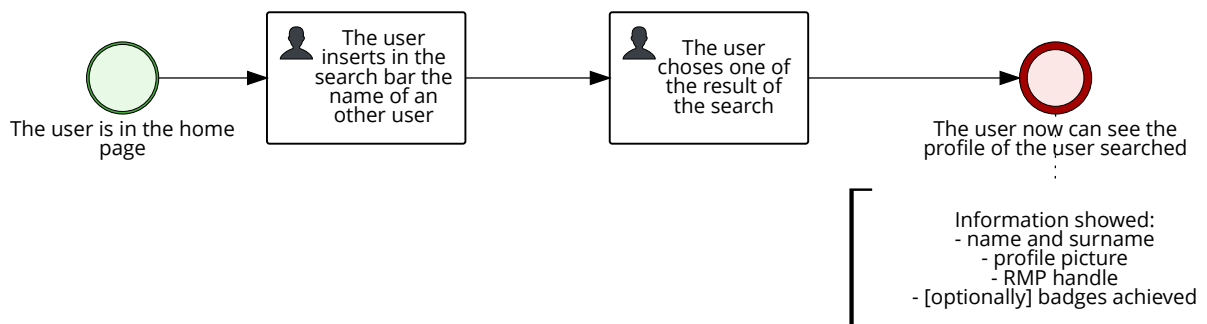 The user is in the home
page
The user
inserts in the
search bar the
name of an
other user
The user
choses one of
the result of
the search
The user now can see the
profile of the user searched
Information showed:
- name and surname
- profile picture
- RMP handle
- [optionally] badges achieved